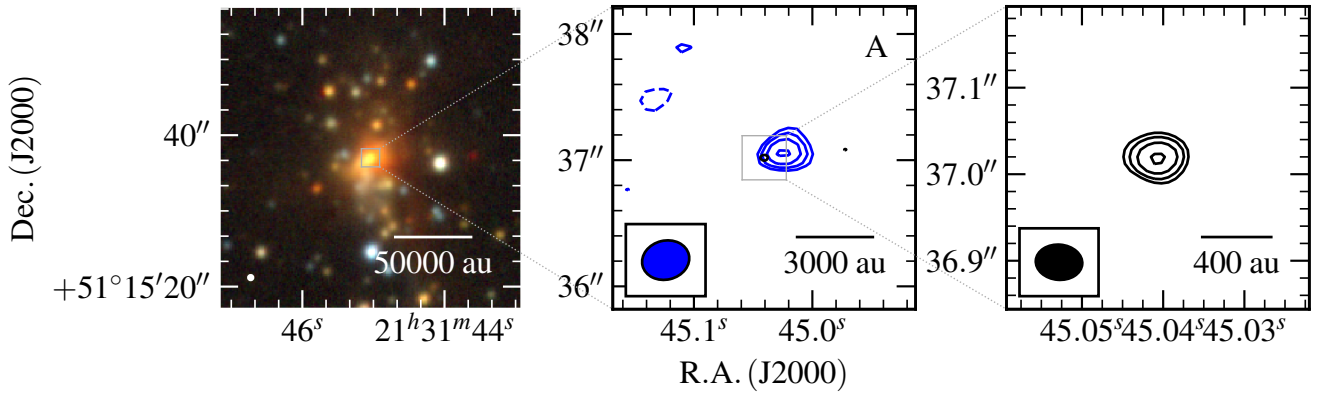 Dec. (J2000)
40″
+51°15′20″
46ˢ
21ʰ31ᵐ44ˢ
50000 au
38″
37″
36″
A
3000 au
45.1ˢ
45.0ˢ
37.1″
37.0″
36.9″
400 au
45.05ˢ45.04ˢ45.03ˢ
R.A. (J2000)